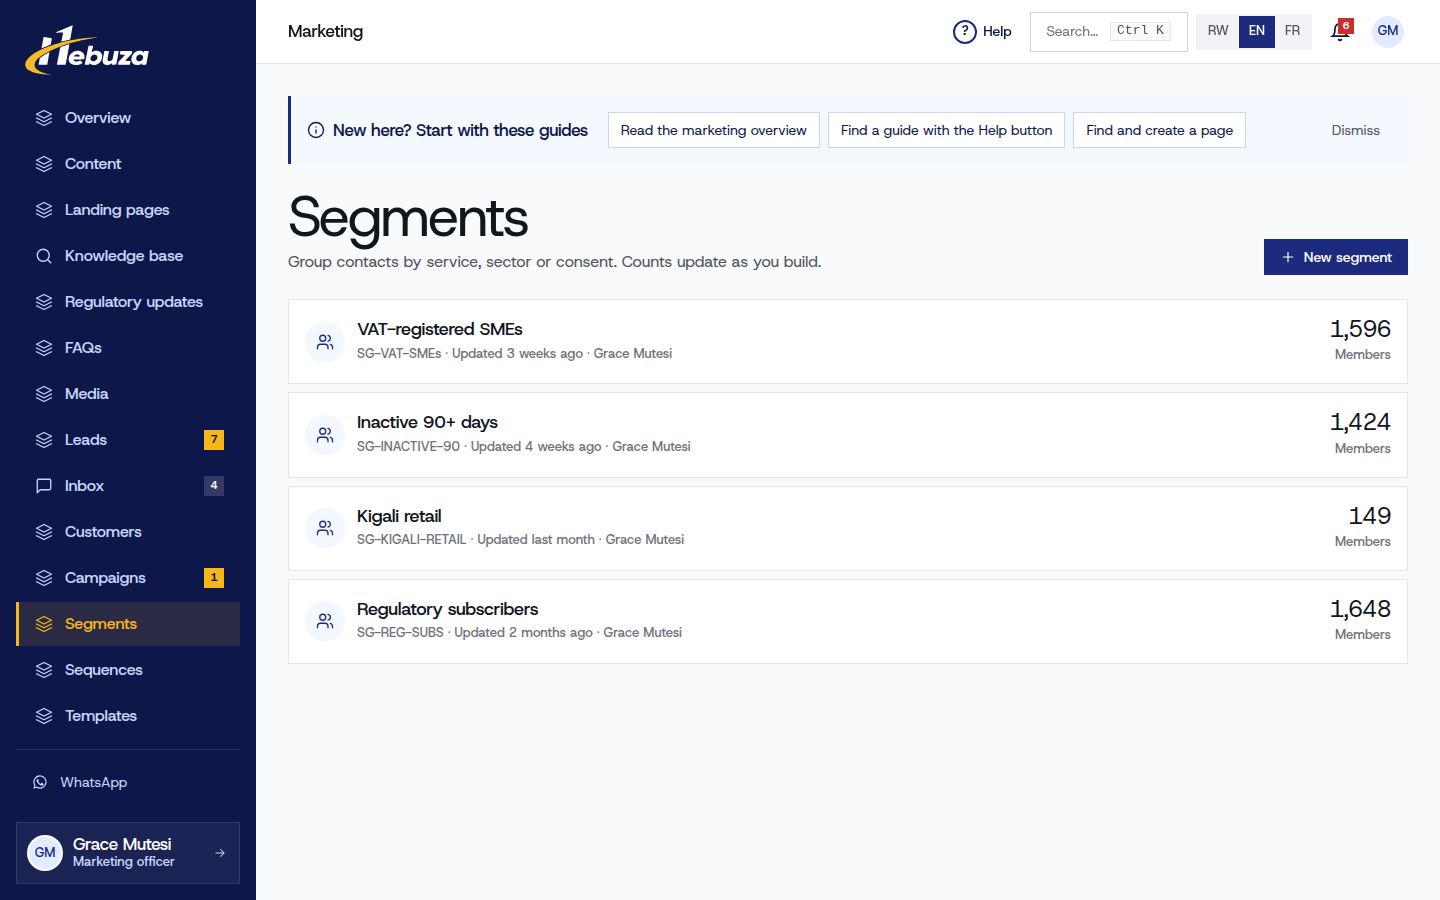 Hebuza
Overview
Content
Landing pages
Knowledge base
Regulatory updates
FAQs
Media
Leads 7
Inbox 4
Customers
Campaigns 1
Segments
Sequences
Templates
WhatsApp
GM
Grace Mutesi
Marketing officer
Marketing
? Help
Search... Ctrl K
RW EN FR
6
GM
New here? Start with these guides
Read the marketing overview
Find a guide with the Help button
Find and create a page
Dismiss
Segments
Group contacts by service, sector or consent. Counts update as you build.
New segment
VAT-registered SMEs
SG-VAT-SMEs · Updated 3 weeks ago · Grace Mutesi
1,596
Members
Inactive 90+ days
SG-INACTIVE-90 · Updated 4 weeks ago · Grace Mutesi
1,424
Members
Kigali retail
SG-KIGALI-RETAIL · Updated last month · Grace Mutesi
149
Members
Regulatory subscribers
SG-REG-SUBS · Updated 2 months ago · Grace Mutesi
1,648
Members